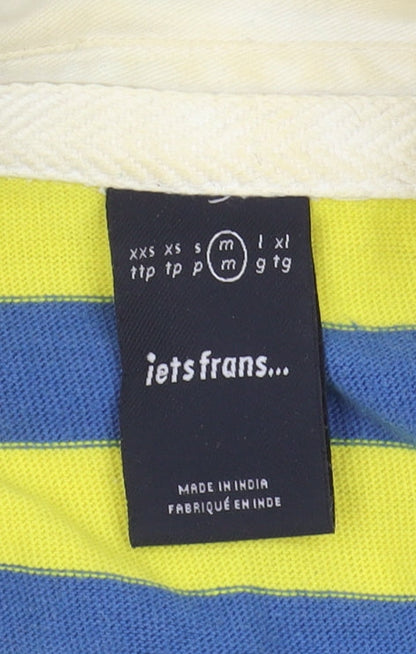 xxs xs s m l xl
ttp tp p m g tg
iets frans...
MADE IN INDIA
FABRIQUÉ EN INDE